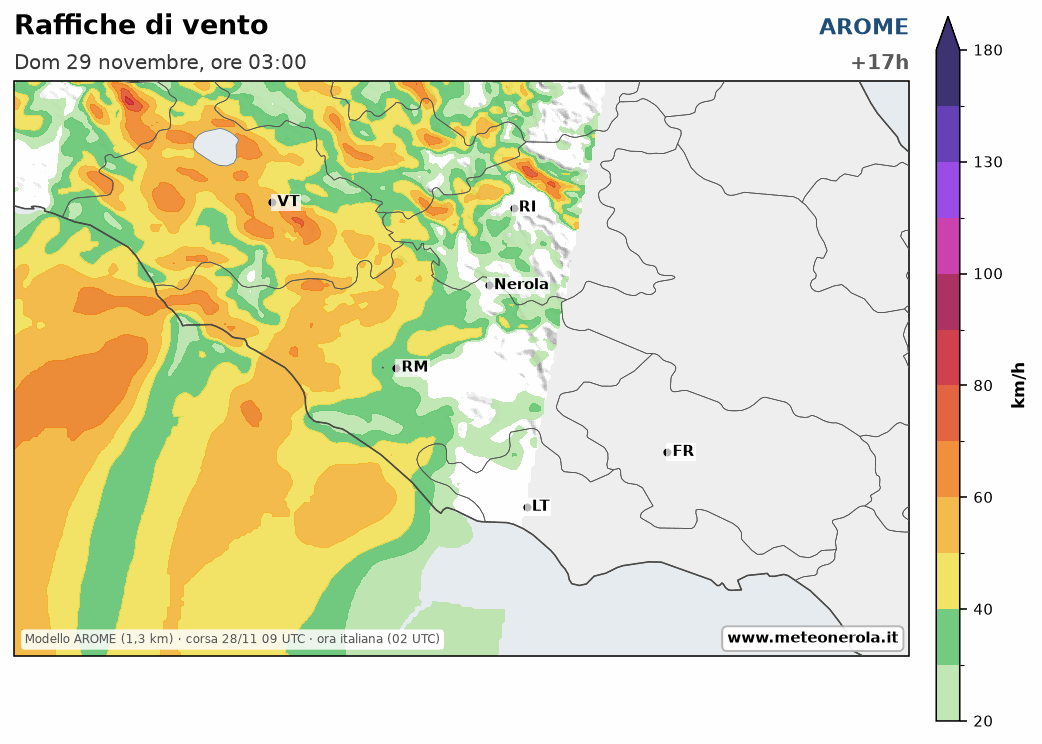 Raffiche di vento
AROME
Dom 29 novembre, ore 03:00
+17h
VT
RI
Nerola
RM
FR
LT
Modello AROME (1,3 km) · corsa 28/11 09 UTC · ora italiana (02 UTC)
www.meteonerola.it
180
130
100
80
60
40
20
km/h